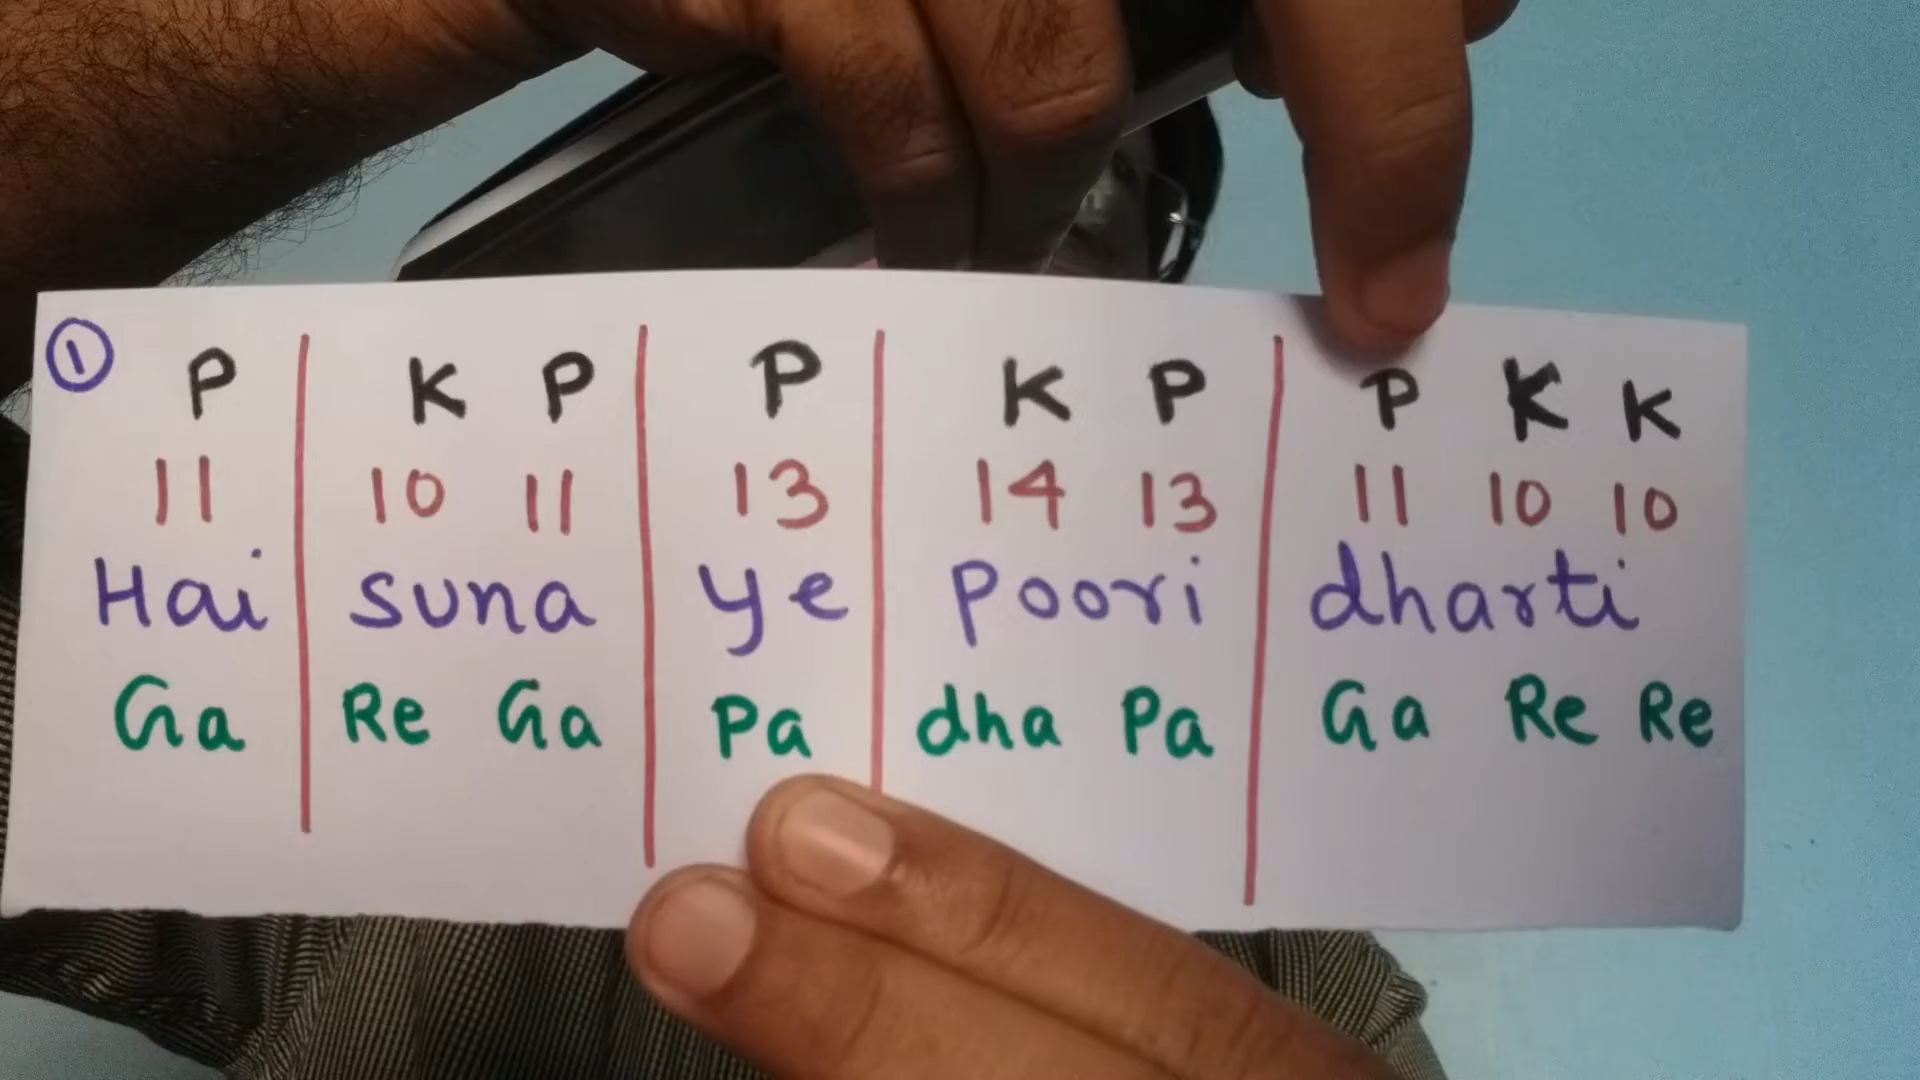 ① P | K P | P | K P | P K K
11 | 10 11 | 13 | 14 13 | 11 10 10
Hai | suna | ye | poori | dharti
Ga | Re Ga | Pa | dha Pa | Ga Re Re